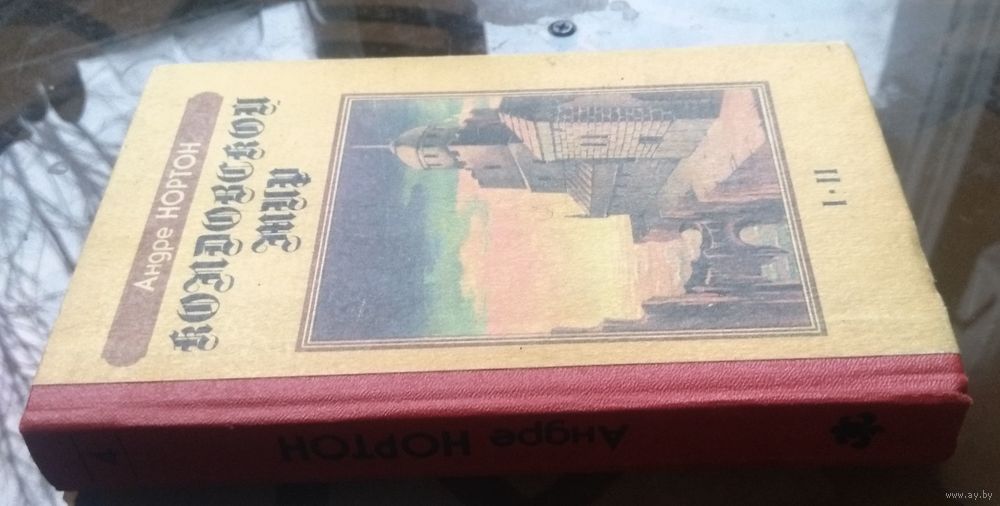 Андре НОРТОН
КОЛДОВСКОЙ
МИР
I·II
Андре НОРТОН
4
www.ay.by